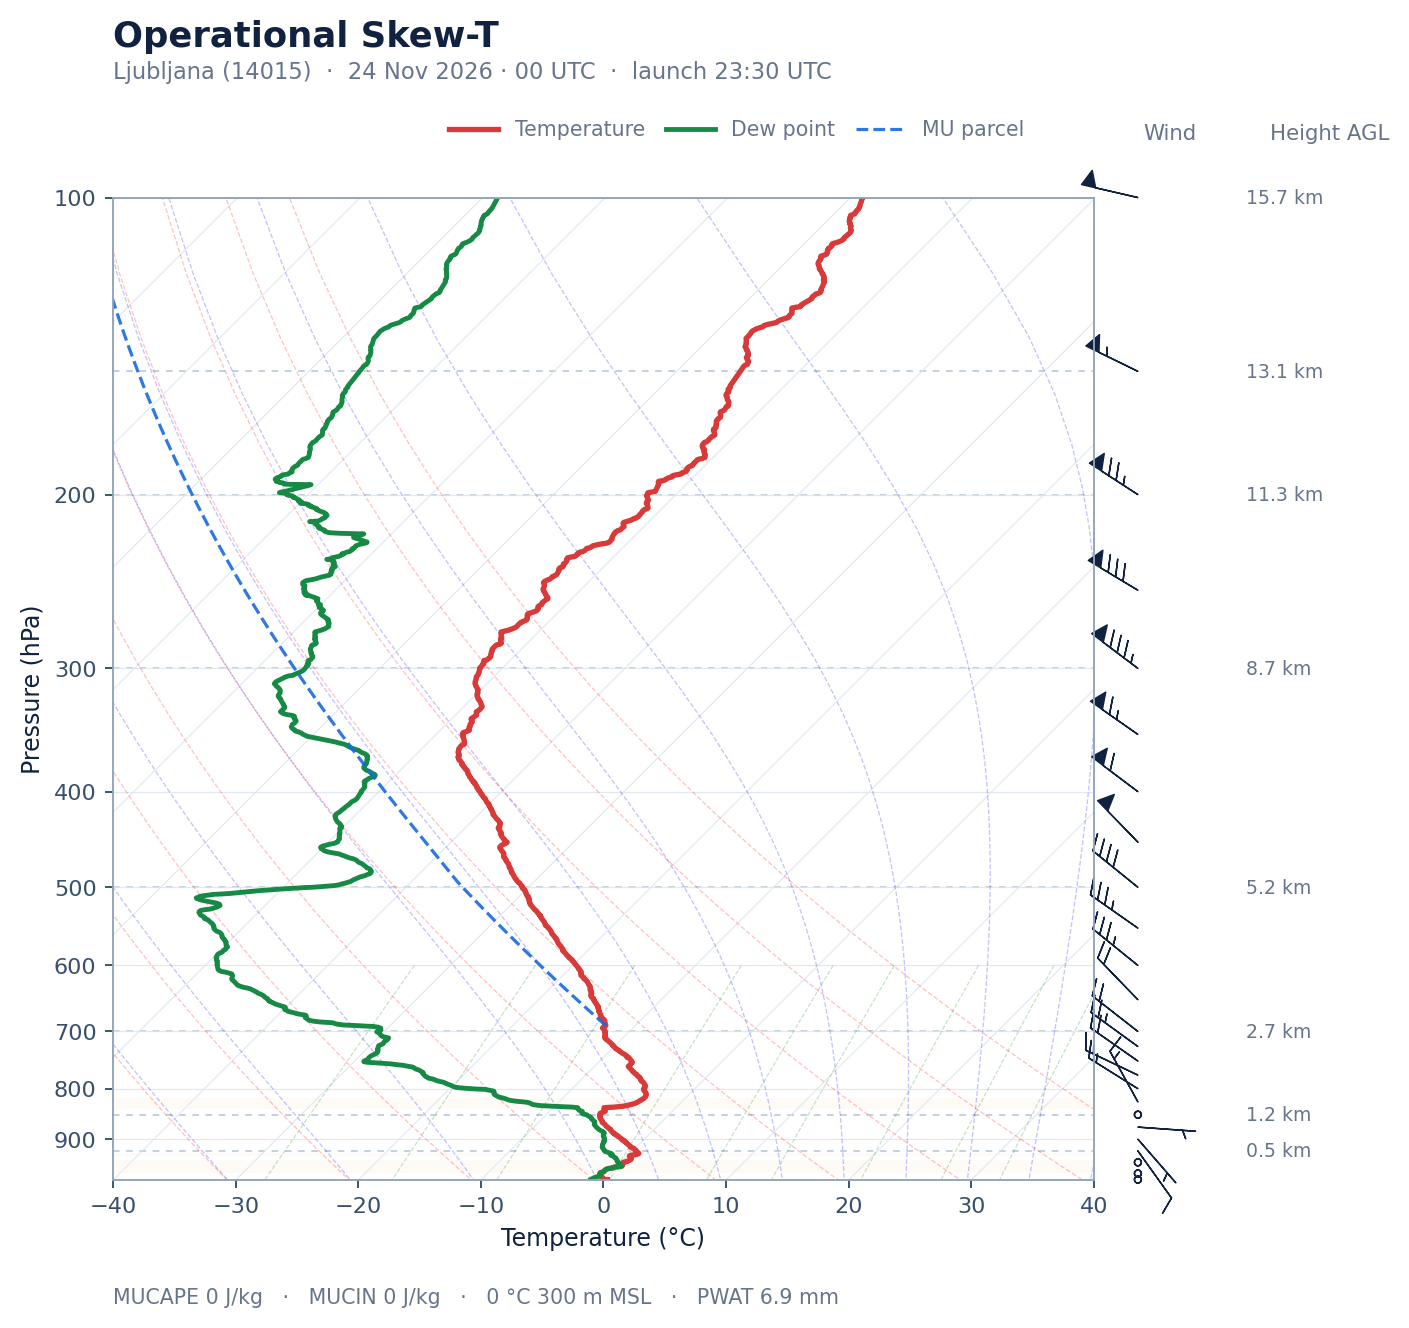 Operational Skew-T
Ljubljana (14015) · 24 Nov 2026 · 00 UTC · launch 23:30 UTC
Temperature Dew point MU parcel Wind Height AGL
100 15.7 km
13.1 km
200 11.3 km
300 8.7 km
400
500 5.2 km
600
700 2.7 km
800
1.2 km
900 0.5 km
Pressure (hPa)
−40 −30 −20 −10 0 10 20 30 40
Temperature (°C)
MUCAPE 0 J/kg · MUCIN 0 J/kg · 0 °C 300 m MSL · PWAT 6.9 mm